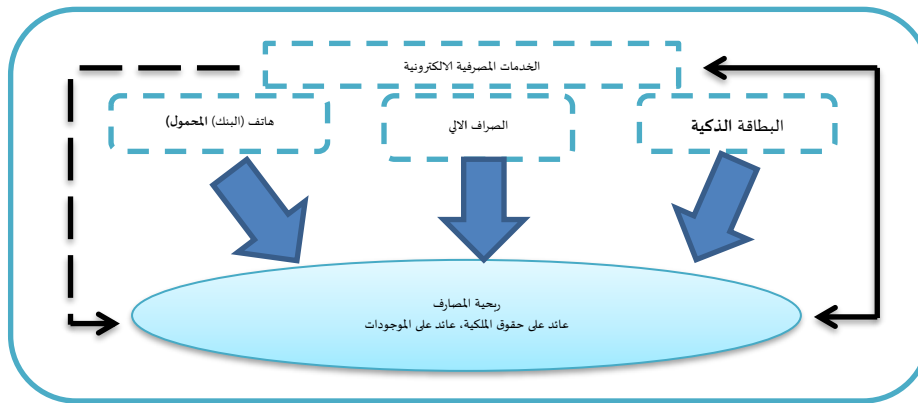 الخدمات المصرفية الالكترونية
البطاقة الذكية
الصراف الالي
هاتف (البنك) المحمول)
ربحية المصارف
عائد على حقوق الملكية، عائد على الموجودات